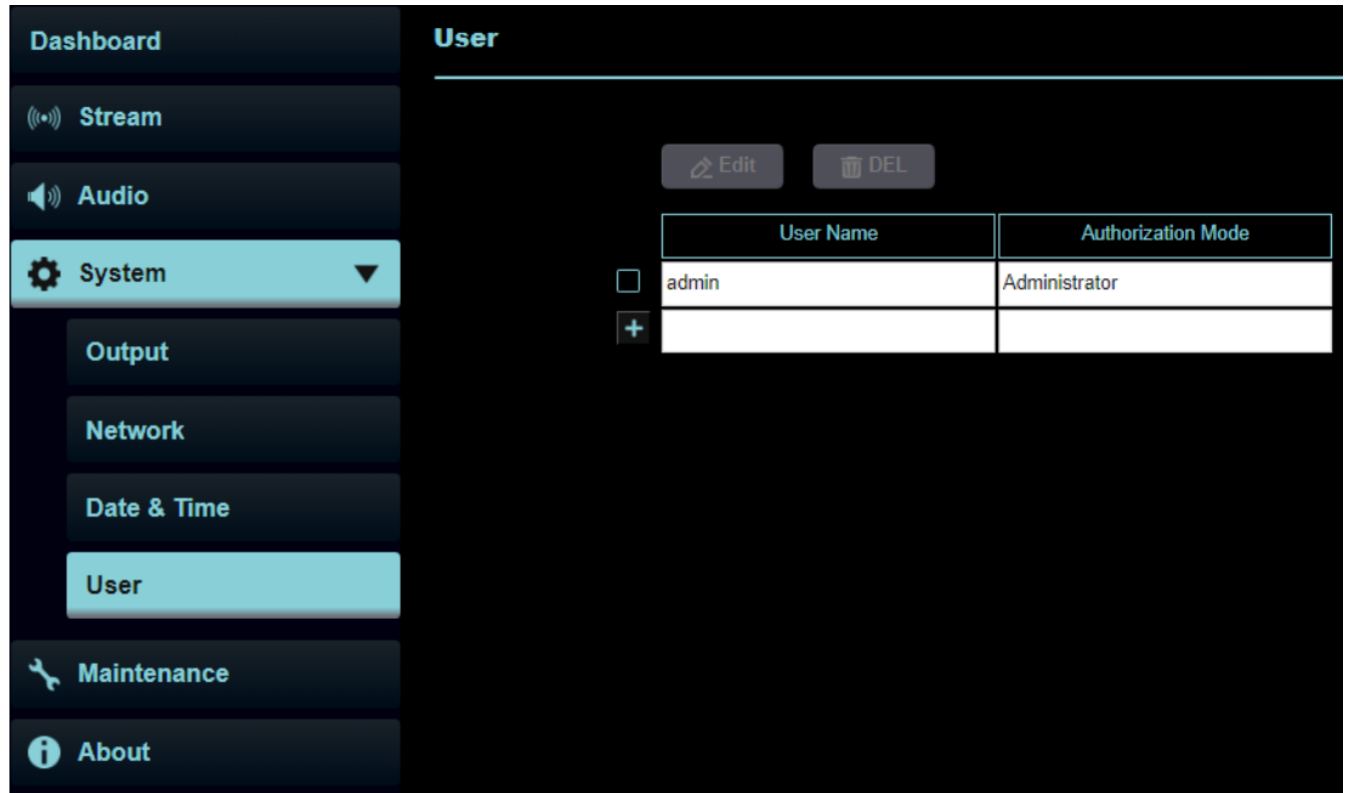 Dashboard
Stream
Audio
System
Output
Network
Date & Time
User
Maintenance
About
User
Edit
DEL
User Name
Authorization Mode
admin
Administrator